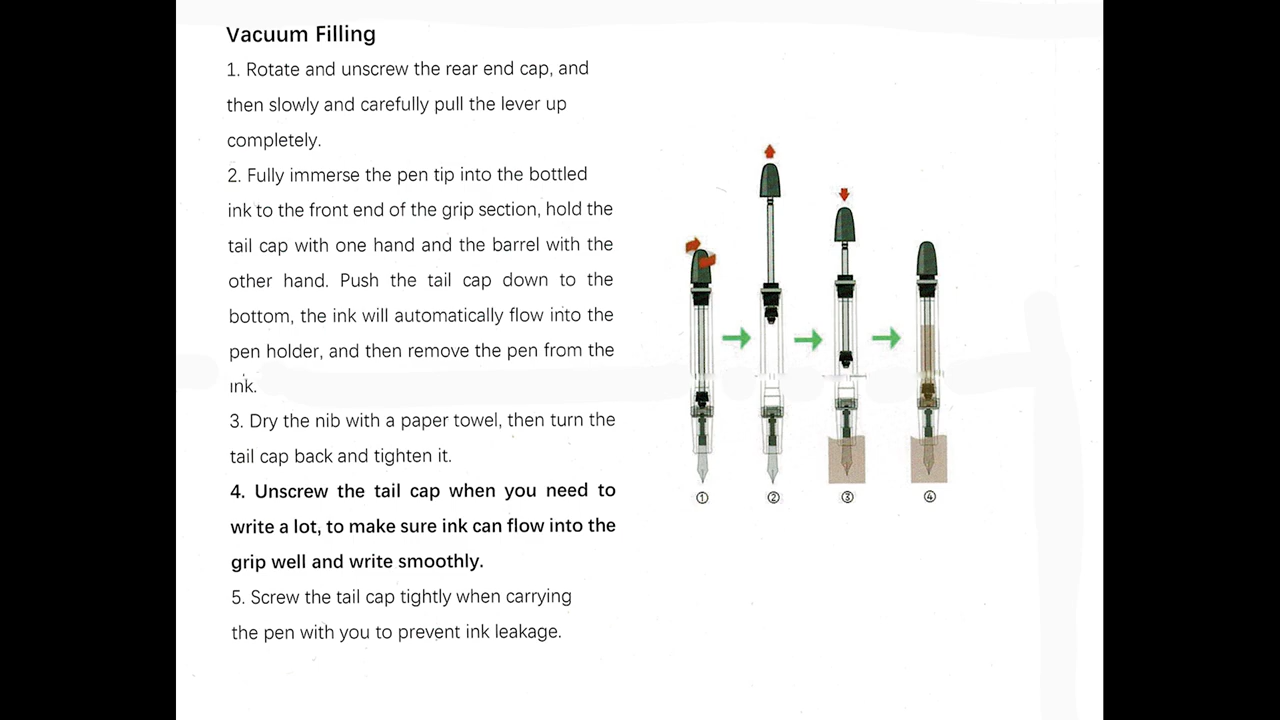 Vacuum Filling
1. Rotate and unscrew the rear end cap, and
then slowly and carefully pull the lever up
completely.
2. Fully immerse the pen tip into the bottled
ink to the front end of the grip section, hold the
tail cap with one hand and the barrel with the
other hand. Push the tail cap down to the
bottom, the ink will automatically flow into the
pen holder, and then remove the pen from the
ink.
3. Dry the nib with a paper towel, then turn the
tail cap back and tighten it.
4. Unscrew the tail cap when you need to
write a lot, to make sure ink can flow into the
grip well and write smoothly.
5. Screw the tail cap tightly when carrying
the pen with you to prevent ink leakage.
① ② ③ ④